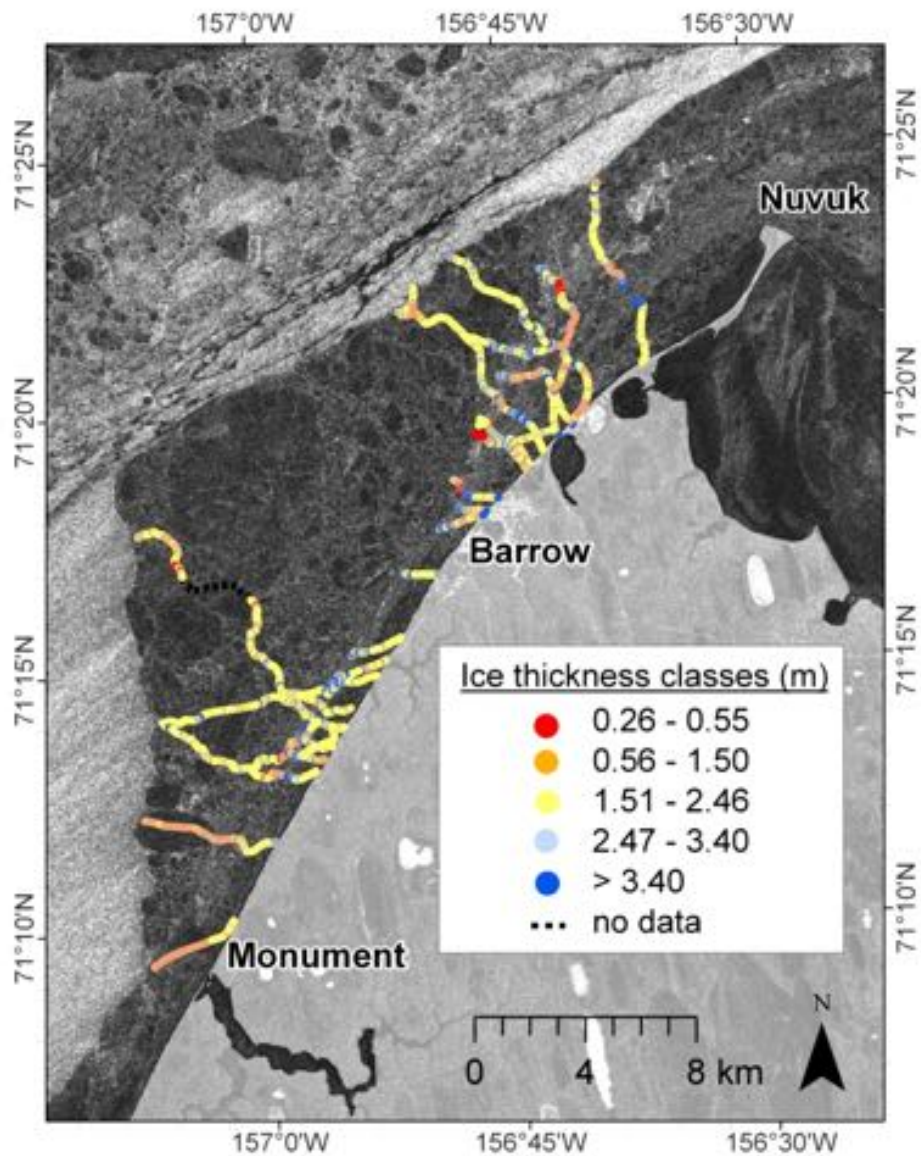 157°0'W 156°45'W 156°30'W
71°25'N
71°25'N
Nuvuk
71°20'N
71°20'N
Barrow
71°15'N
71°15'N
Ice thickness classes (m)
0.26 - 0.55
0.56 - 1.50
1.51 - 2.46
2.47 - 3.40
> 3.40
no data
71°10'N
71°10'N
Monument
N
0 4 8 km
157°0'W 156°45'W 156°30'W